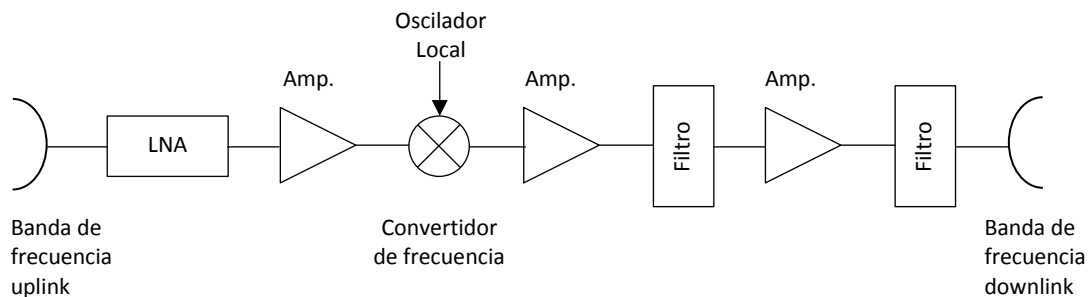 Oscilador
Local
Amp.
Amp.
Amp.
LNA
Filtro
Filtro
Banda de
frecuencia
uplink
Convertidor
de frecuencia
Banda de
frecuencia
downlink